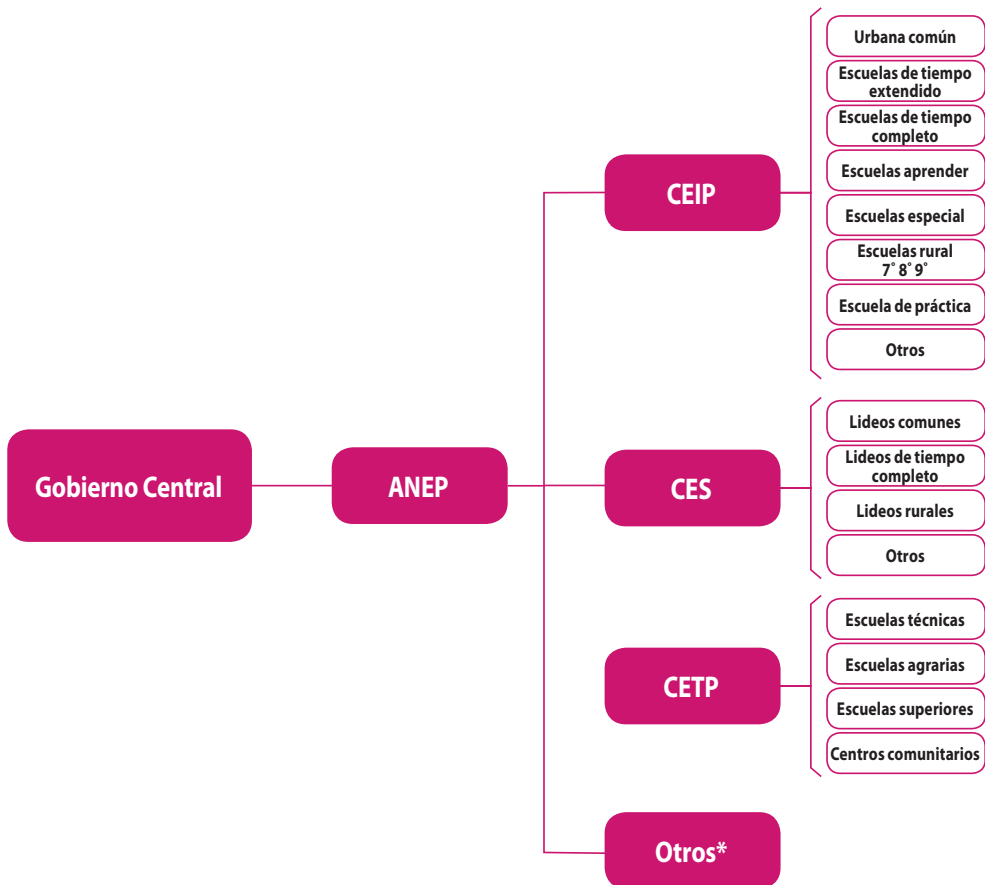 Gobierno Central
ANEP
CEIP
Urbana común
Escuelas de tiempo
extendido
Escuelas de tiempo
completo
Escuelas aprender
Escuelas especial
Escuelas rural
7° 8° 9°
Escuela de práctica
Otros
CES
Lideos comunes
Lideos de tiempo
completo
Lideos rurales
Otros
CETP
Escuelas técnicas
Escuelas agrarias
Escuelas superiores
Centros comunitarios
Otros*